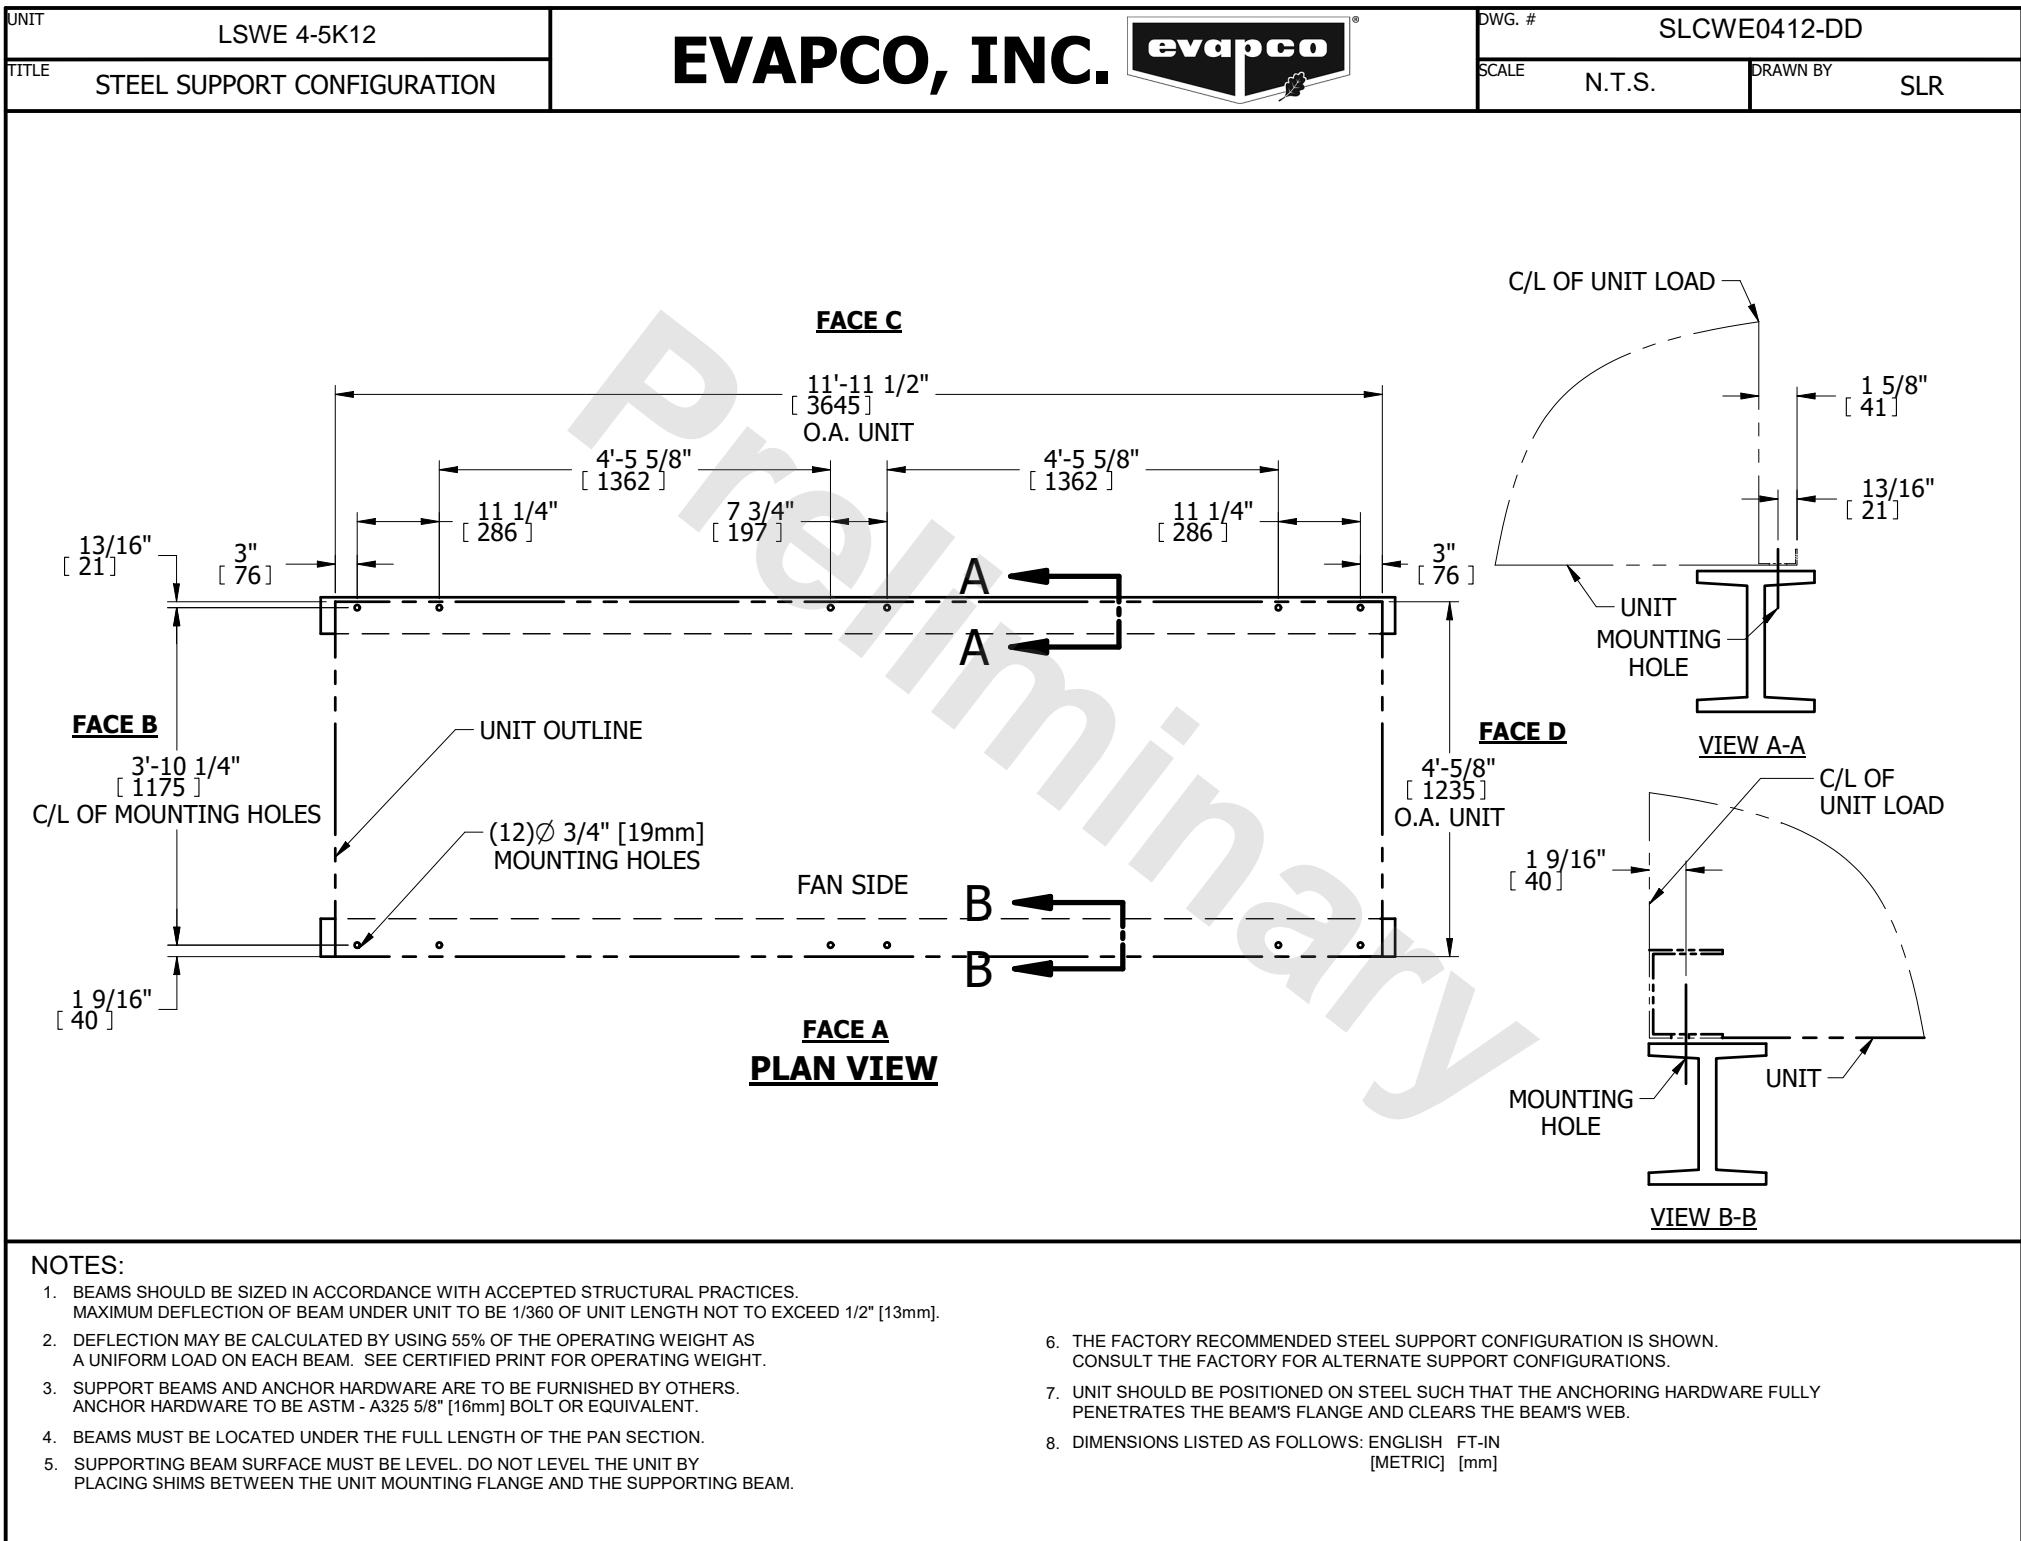 UNIT
LSWE 4-5K12
TITLE
STEEL SUPPORT CONFIGURATION
EVAPCO, INC.
evapco
®
DWG. #
SLCWE0412-DD
SCALE
N.T.S.
DRAWN BY
SLR
Preliminary
FACE C
11'-11 1/2"
[ 3645 ]
O.A. UNIT
4'-5 5/8"
[ 1362 ]
4'-5 5/8"
[ 1362 ]
11 1/4"
[ 286 ]
7 3/4"
[ 197 ]
11 1/4"
[ 286 ]
13/16"
[ 21 ]
3"
[ 76 ]
3"
[ 76 ]
A
A
FACE B
3'-10 1/4"
[ 1175 ]
C/L OF MOUNTING HOLES
UNIT OUTLINE
(12)∅ 3/4" [19mm]
MOUNTING HOLES
FAN SIDE
B
B
FACE D
4'-5/8"
[ 1235 ]
O.A. UNIT
1 9/16"
[ 40 ]
FACE A
PLAN VIEW
C/L OF UNIT LOAD
1 5/8"
[ 41 ]
13/16"
[ 21 ]
UNIT
MOUNTING
HOLE
VIEW A-A
C/L OF
UNIT LOAD
1 9/16"
[ 40 ]
UNIT
MOUNTING
HOLE
VIEW B-B
NOTES:
1. BEAMS SHOULD BE SIZED IN ACCORDANCE WITH ACCEPTED STRUCTURAL PRACTICES.
MAXIMUM DEFLECTION OF BEAM UNDER UNIT TO BE 1/360 OF UNIT LENGTH NOT TO EXCEED 1/2" [13mm].
2. DEFLECTION MAY BE CALCULATED BY USING 55% OF THE OPERATING WEIGHT AS
A UNIFORM LOAD ON EACH BEAM. SEE CERTIFIED PRINT FOR OPERATING WEIGHT.
3. SUPPORT BEAMS AND ANCHOR HARDWARE ARE TO BE FURNISHED BY OTHERS.
ANCHOR HARDWARE TO BE ASTM - A325 5/8" [16mm] BOLT OR EQUIVALENT.
4. BEAMS MUST BE LOCATED UNDER THE FULL LENGTH OF THE PAN SECTION.
5. SUPPORTING BEAM SURFACE MUST BE LEVEL. DO NOT LEVEL THE UNIT BY
PLACING SHIMS BETWEEN THE UNIT MOUNTING FLANGE AND THE SUPPORTING BEAM.
6. THE FACTORY RECOMMENDED STEEL SUPPORT CONFIGURATION IS SHOWN.
CONSULT THE FACTORY FOR ALTERNATE SUPPORT CONFIGURATIONS.
7. UNIT SHOULD BE POSITIONED ON STEEL SUCH THAT THE ANCHORING HARDWARE FULLY
PENETRATES THE BEAM'S FLANGE AND CLEARS THE BEAM'S WEB.
8. DIMENSIONS LISTED AS FOLLOWS: ENGLISH FT-IN
[METRIC] [mm]